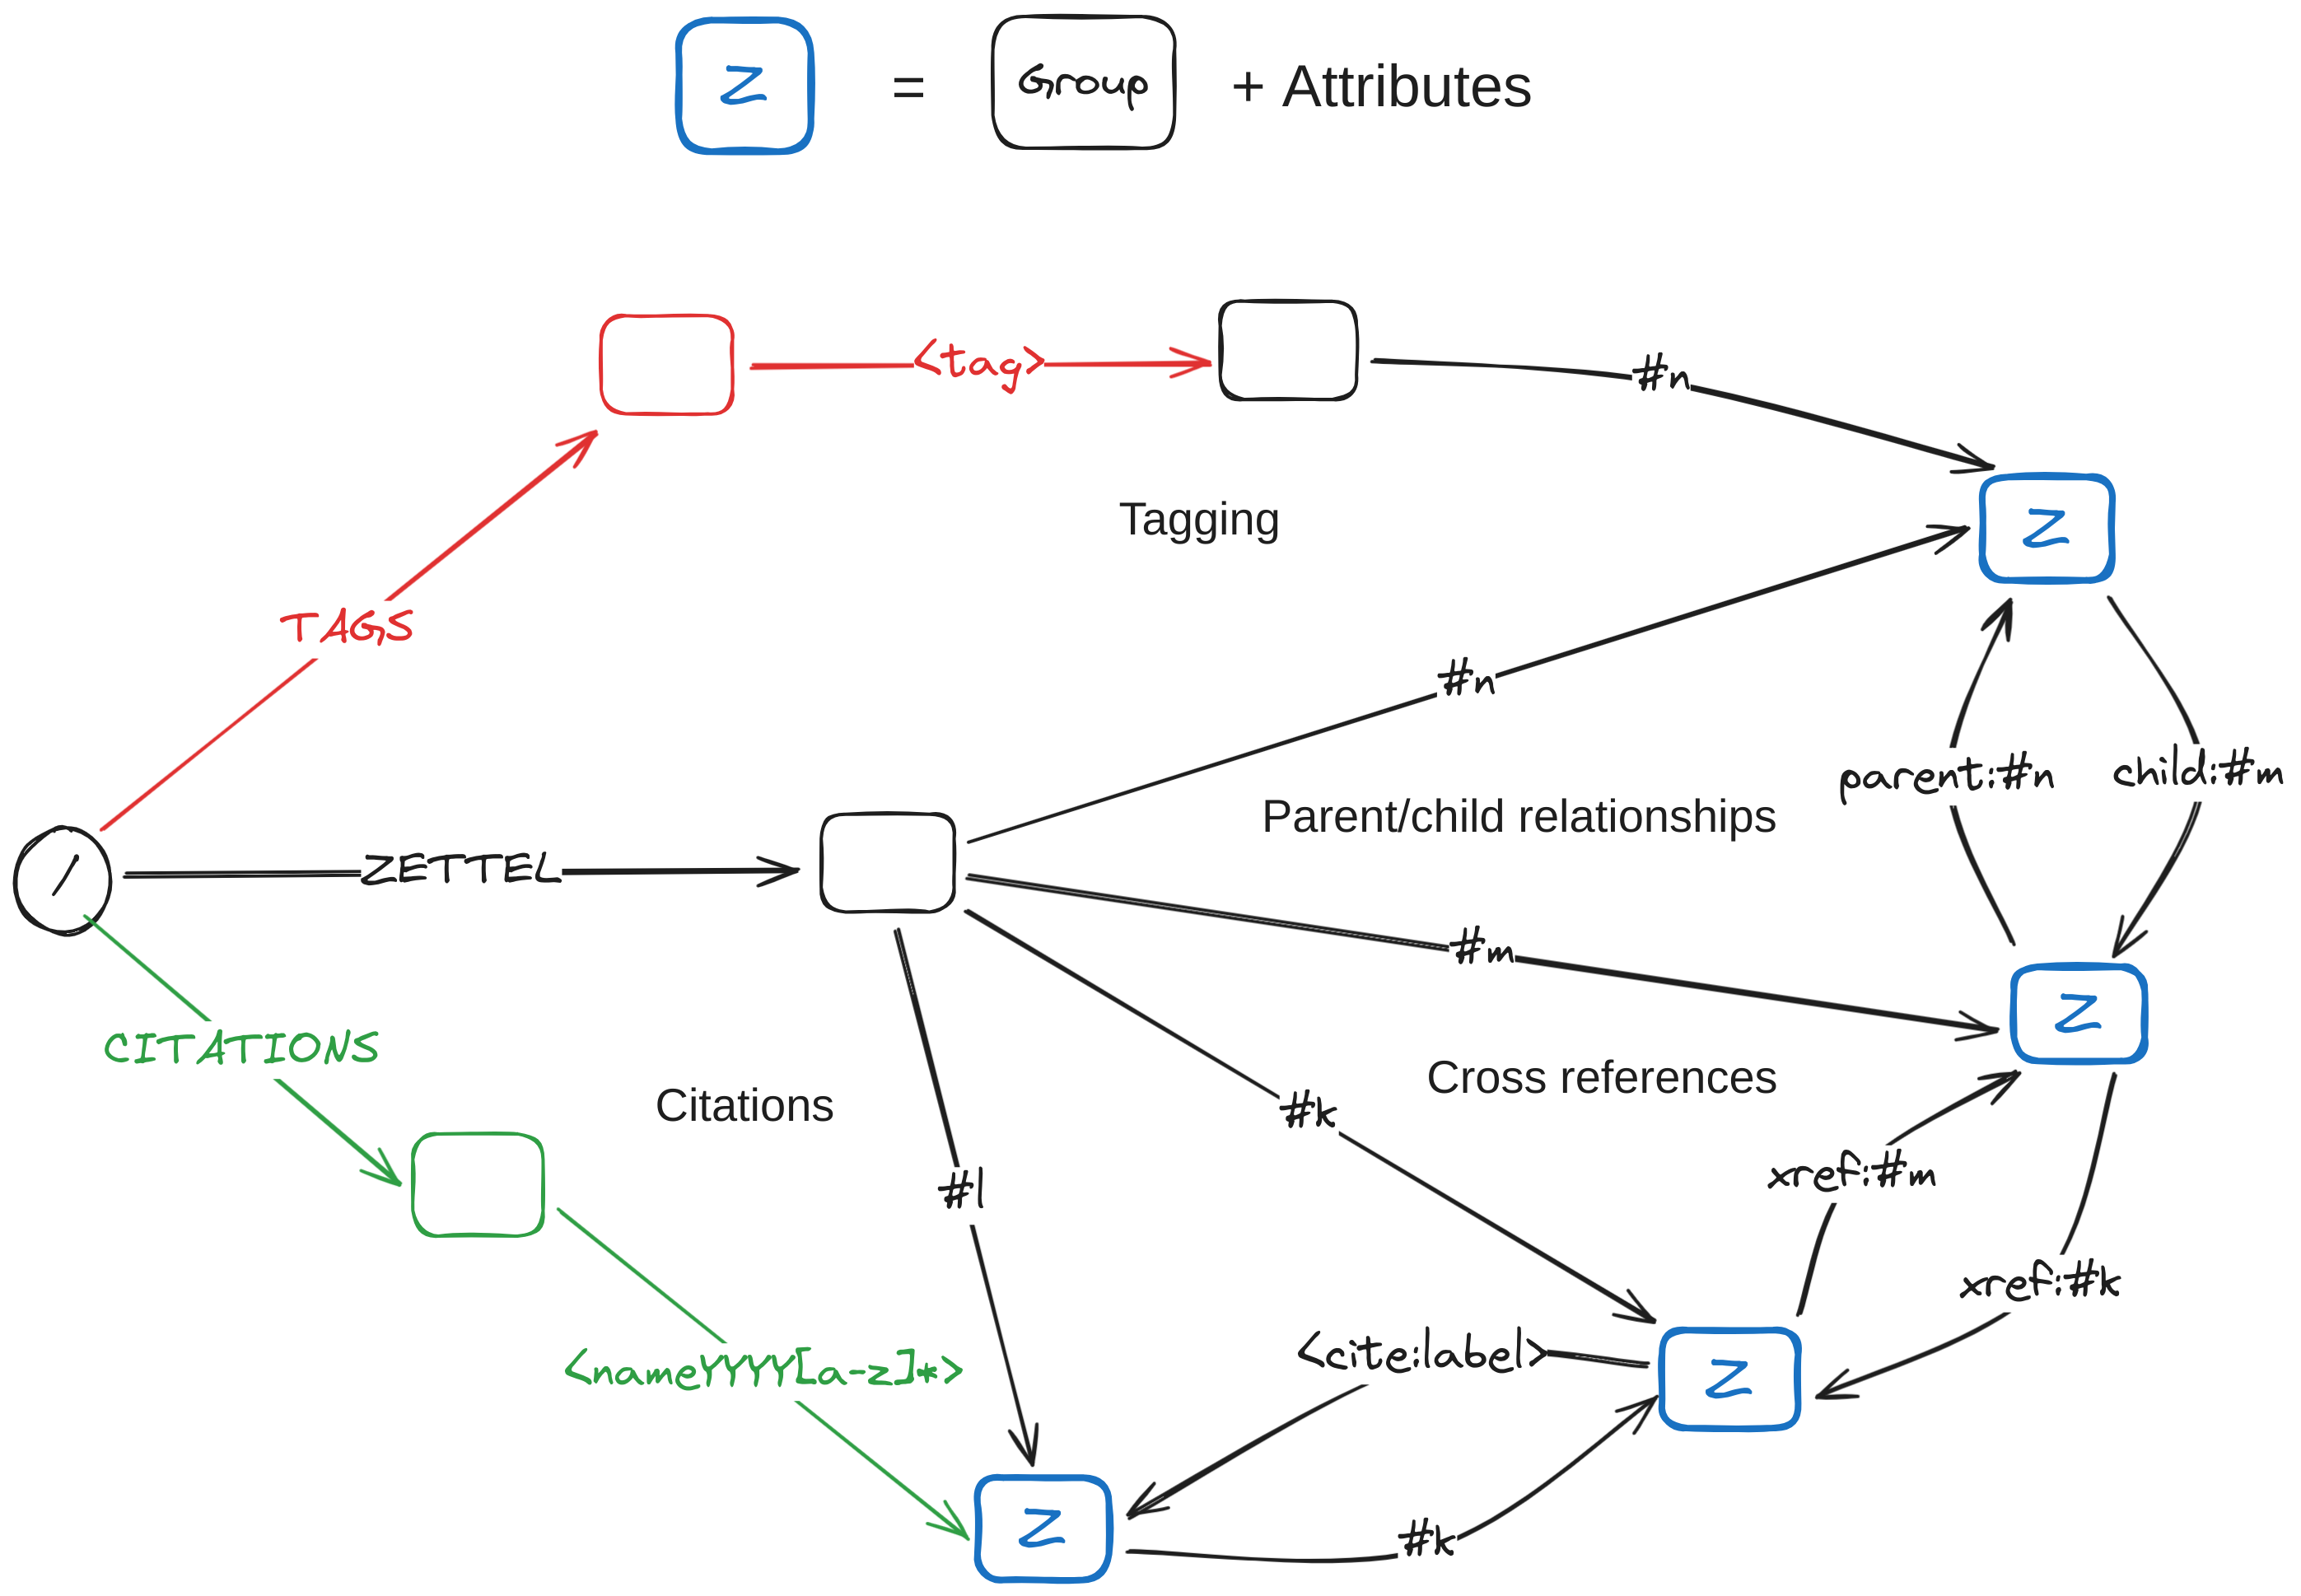 Z = Group + Attributes
<tag>
#n
Tagging
Z
TAGS
#n
parent:#n
child:#m
Parent/child relationships
/
ZETTEL
#m
Z
CITATIONS
Citations
Cross references
#k
xref:#m
#l
xref:#k
<cite:label>
<nameYYYY[a-z]*>
Z
Z
#k